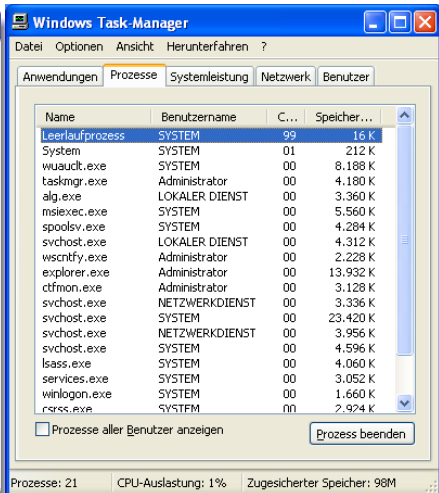 Windows Task-Manager
Datei Optionen Ansicht Herunterfahren ?
Anwendungen Prozesse Systemleistung Netzwerk Benutzer
Name Benutzername C... Speicher...
Leerlaufprozess SYSTEM 99 16 K
System SYSTEM 01 212 K
wuauclt.exe SYSTEM 00 8.188 K
taskmgr.exe Administrator 00 4.180 K
alg.exe LOKALER DIENST 00 3.360 K
msiexec.exe SYSTEM 00 5.560 K
spoolsv.exe SYSTEM 00 4.284 K
svchost.exe LOKALER DIENST 00 4.312 K
wscntfy.exe Administrator 00 2.228 K
explorer.exe Administrator 00 13.932 K
ctfmon.exe Administrator 00 3.128 K
svchost.exe NETZWERKDIENST 00 3.336 K
svchost.exe SYSTEM 00 23.420 K
svchost.exe NETZWERKDIENST 00 3.956 K
svchost.exe SYSTEM 00 4.596 K
lsass.exe SYSTEM 00 4.060 K
services.exe SYSTEM 00 3.052 K
winlogon.exe SYSTEM 00 1.660 K
csrss.exe SYSTEM 00 2.924 K
Prozesse aller Benutzer anzeigen Prozess beenden
Prozesse: 21 CPU-Auslastung: 1% Zugesicherter Speicher: 98M